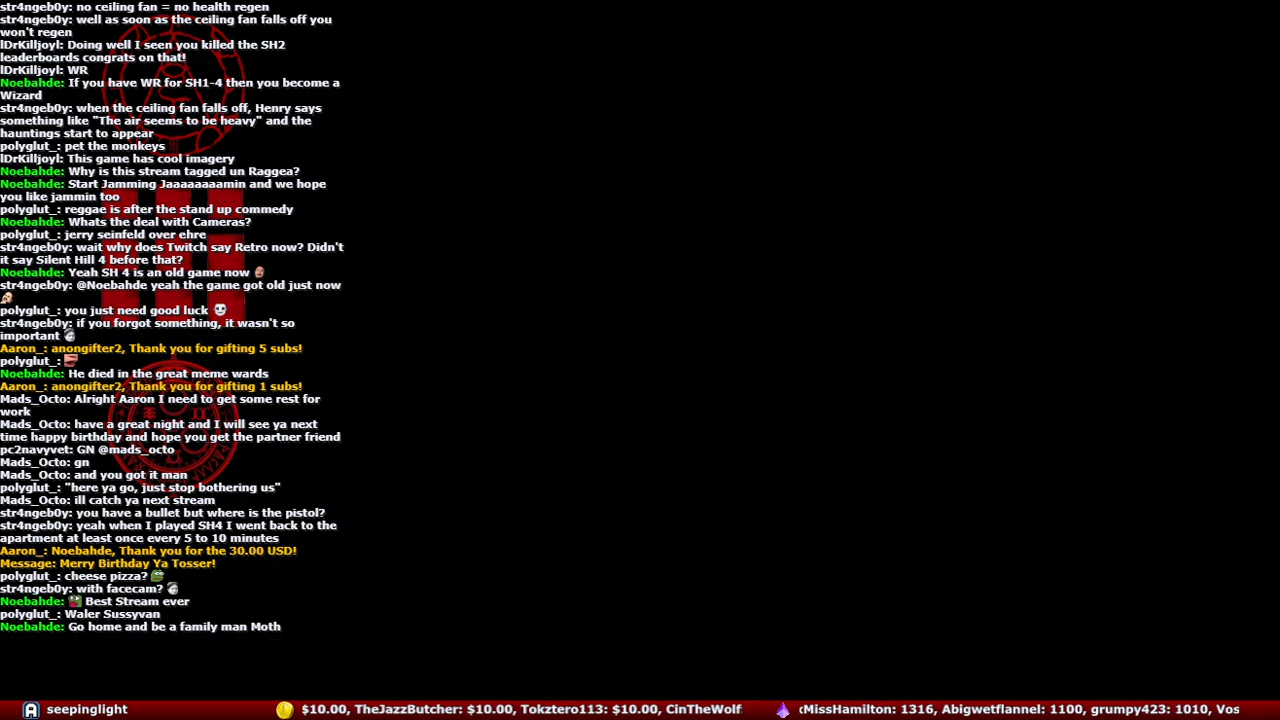 str4ngeb0y: no ceiling fan = no health regen
str4ngeb0y: well as soon as the ceiling fan falls off you
won't regen
lDrKilljoyl: Doing well I seen you killed the SH2
leaderboards congrats on that!
lDrKilljoyl: WR
Noebahde: If you have WR for SH1-4 then you become a
Wizard
str4ngeb0y: when the ceiling fan falls off, Henry says
something like "The air seems to be heavy" and the
hauntings start to appear
polyglut_: pet the monkeys
lDrKilljoyl: This game has cool imagery
Noebahde: Why is this stream tagged un Raggea?
Noebahde: Start Jamming Jaaaaaaamin and we hope
you like jammin too
polyglut_: reggae is after the stand up commedy
Noebahde: Whats the deal with Cameras?
polyglut_: jerry seinfeld over ehre
str4ngeb0y: wait why does Twitch say Retro now? Didn't
it say Silent Hill 4 before that?
Noebahde: Yeah SH 4 is an old game now
str4ngeb0y: @Noebahde yeah the game got old just now
polyglut_: you just need good luck
str4ngeb0y: if you forgot something, it wasn't so
important
Aaron_: anongifter2, Thank you for gifting 5 subs!
polyglut_:
Noebahde: He died in the great meme wards
Aaron_: anongifter2, Thank you for gifting 1 subs!
Mads_Octo: Alright Aaron I need to get some rest for
work
Mads_Octo: have a great night and I will see ya next
time happy birthday and hope you get the partner friend
pc2navyvet: GN @mads_octo
Mads_Octo: gn
Mads_Octo: and you got it man
polyglut_: "here ya go, just stop bothering us"
Mads_Octo: ill catch ya next stream
str4ngeb0y: you have a bullet but where is the pistol?
str4ngeb0y: yeah when I played SH4 I went back to the
apartment at least once every 5 to 10 minutes
Aaron_: Noebahde, Thank you for the 30.00 USD!
Message: Merry Birthday Ya Tosser!
polyglut_: cheese pizza?
str4ngeb0y: with facecam?
Noebahde: Best Stream ever
polyglut_: Waler Sussyvan
Noebahde: Go home and be a family man Moth
seepinglight $10.00, TheJazzButcher: $10.00, Tokztero113: $10.00, CinTheWolf MissHamilton: 1316, Abigwetflannel: 1100, grumpy423: 1010, Vos